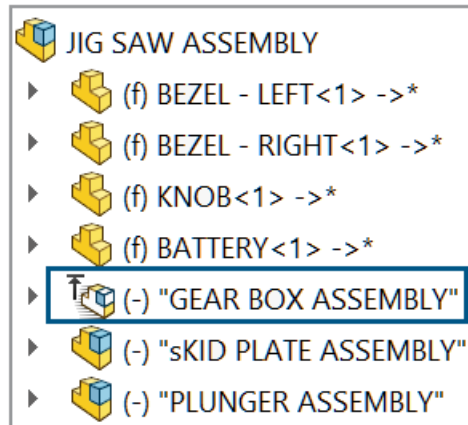 JIG SAW ASSEMBLY
(f) BEZEL - LEFT<1> ->*
(f) BEZEL - RIGHT<1> ->*
(f) KNOB<1> ->*
(f) BATTERY<1> ->*
(-) "GEAR BOX ASSEMBLY"
(-) "sKID PLATE ASSEMBLY"
(-) "PLUNGER ASSEMBLY"